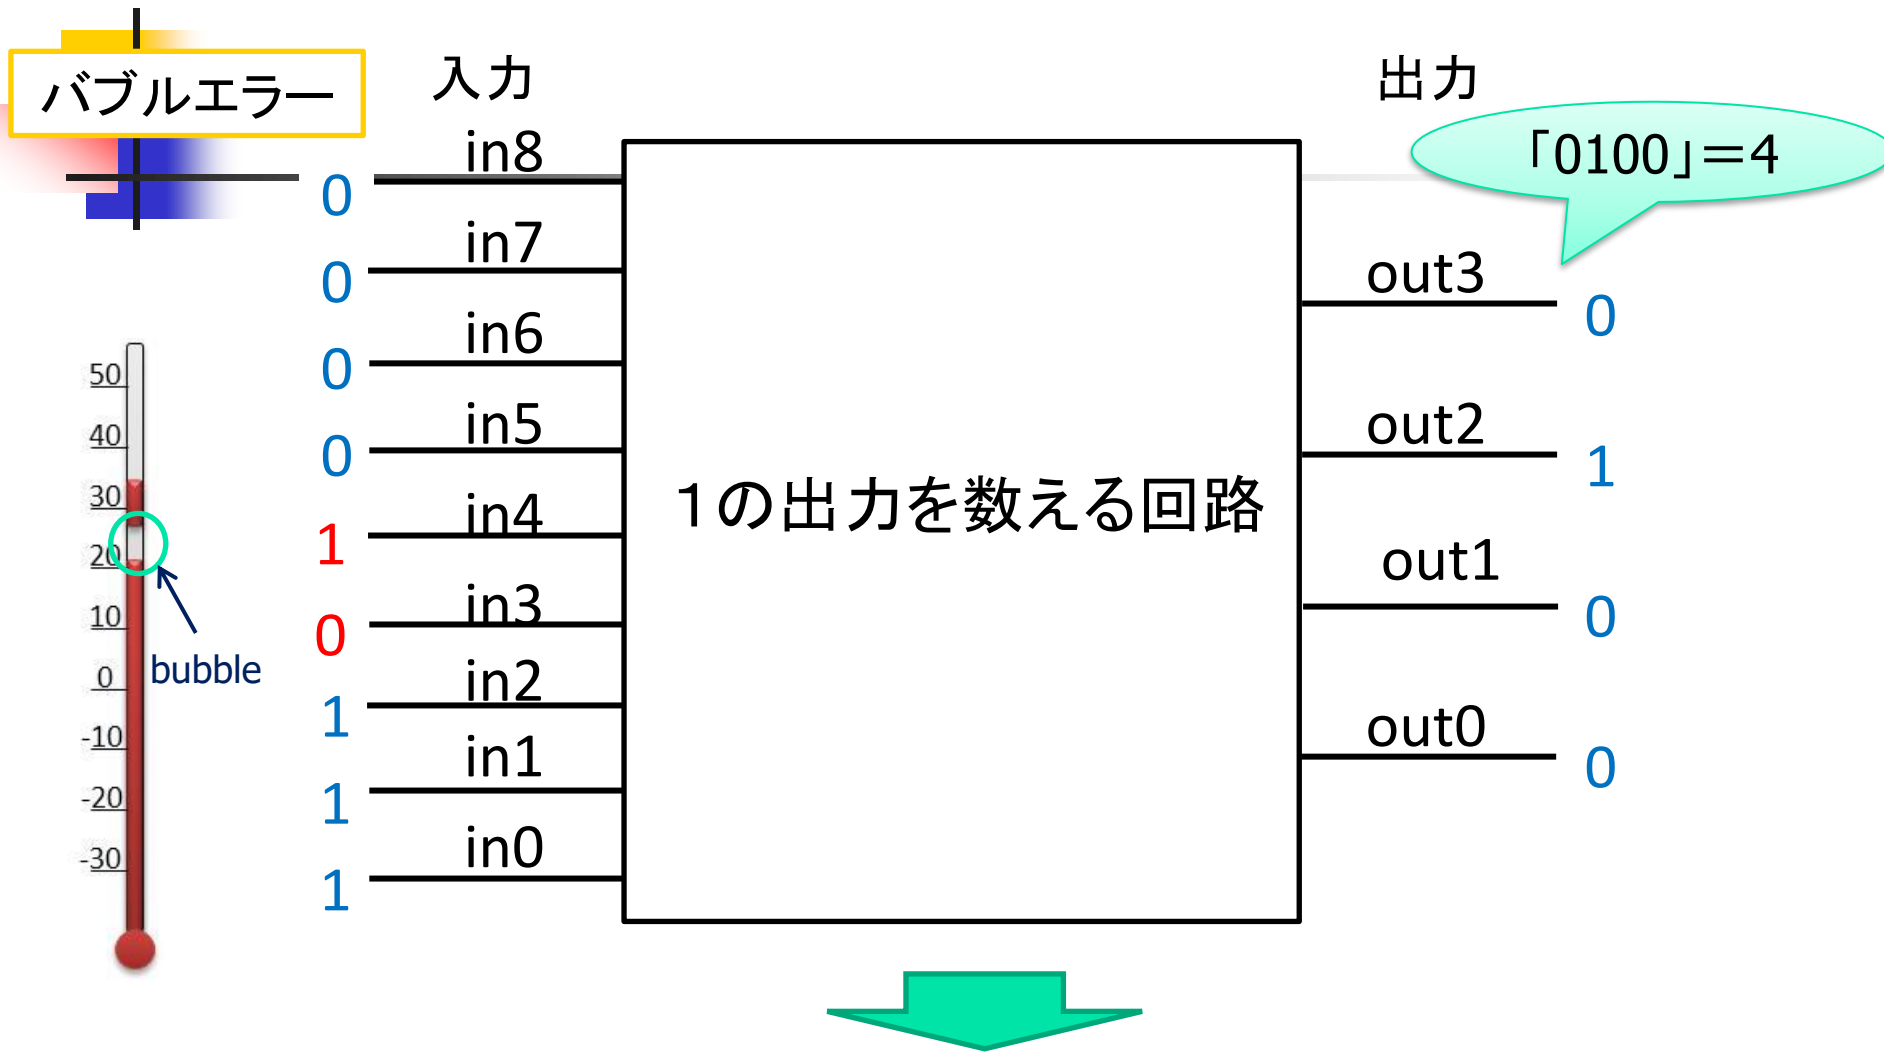 バブルエラー
入力
出力
「0100」＝4
in8
0
in7
0
in6
0
in5
0
in4
1
in3
0
in2
1
in1
1
in0
1
１の出力を数える回路
out3
0
out2
1
out1
0
out0
0
50
40
30
20
10
0
-10
-20
-30
bubble